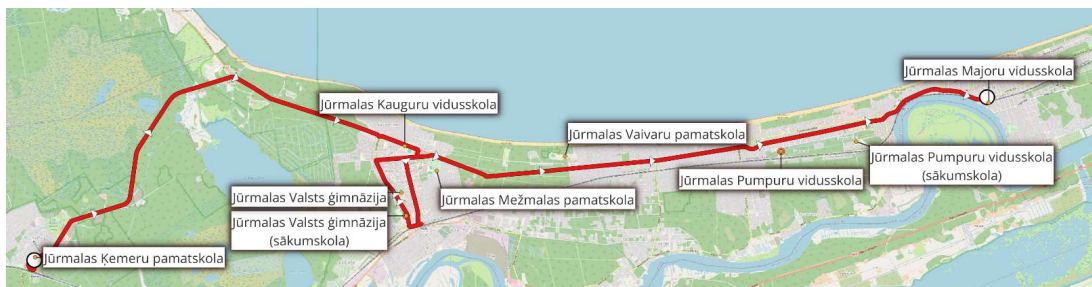 Jūrmalas Majoru vidusskola
Jūrmalas Kauguru vidusskola
Jūrmalas Vaivaru pamatskola
Jūrmalas Pumpuru vidusskola
(sākumskola)
Jūrmalas Pumpuru vidusskola
Jūrmalas Valsts ģimnāzija
Jūrmalas Mežmalas pamatskola
Jūrmalas Valsts ģimnāzija
(sākumskola)
Jūrmalas Ķemeru pamatskola